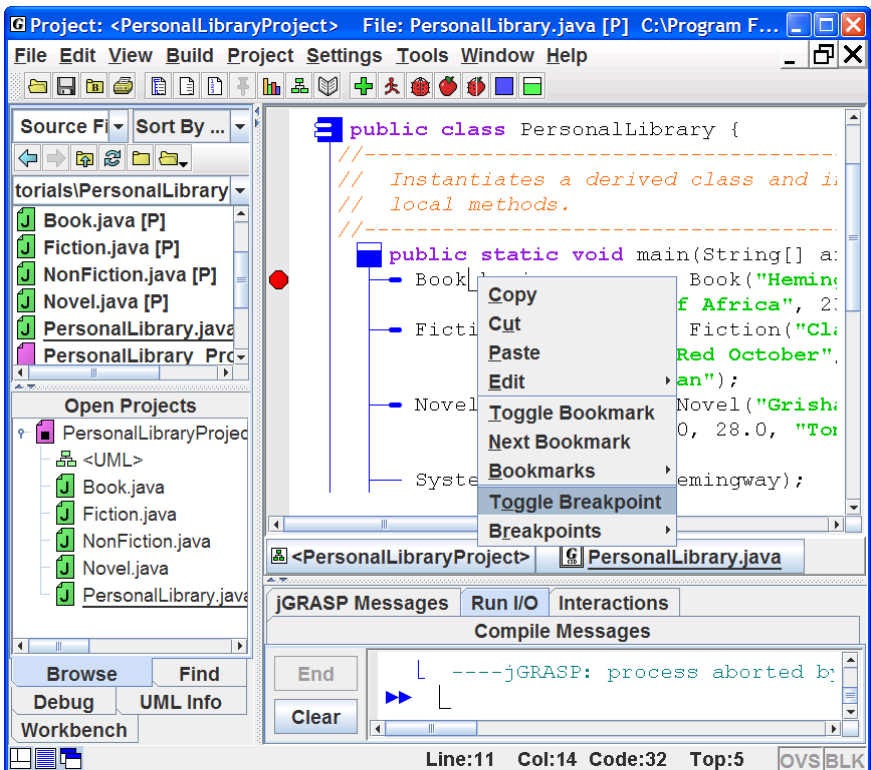 Project: <PersonalLibraryProject> File: PersonalLibrary.java [P] C:\Program F...
File Edit View Build Project Settings Tools Window Help
Source Fi Sort By ...
torials\PersonalLibrary
Book.java [P]
Fiction.java [P]
NonFiction.java [P]
Novel.java [P]
PersonalLibrary.java
PersonalLibrary_Pro
Open Projects
PersonalLibraryProjec
<UML>
Book.java
Fiction.java
NonFiction.java
Novel.java
PersonalLibrary.java
Browse Find
Debug UML Info
Workbench
public class PersonalLibrary {
//-------------------------------------
// Instantiates a derived class and in
// local methods.
//-------------------------------------
public static void main(String[] a
Book Book("Heming
f Africa", 2
Ficti Fiction("Cla
Red October",
an");
Novel Novel("Grisha
0, 28.0, "Tom
Syste emingway);
Copy
Cut
Paste
Edit
Toggle Bookmark
Next Bookmark
Bookmarks
Toggle Breakpoint
Breakpoints
<PersonalLibraryProject> PersonalLibrary.java
jGRASP Messages Run I/O Interactions
Compile Messages
End
Clear
----jGRASP: process aborted by
Line:11 Col:14 Code:32 Top:5 OVS BLK